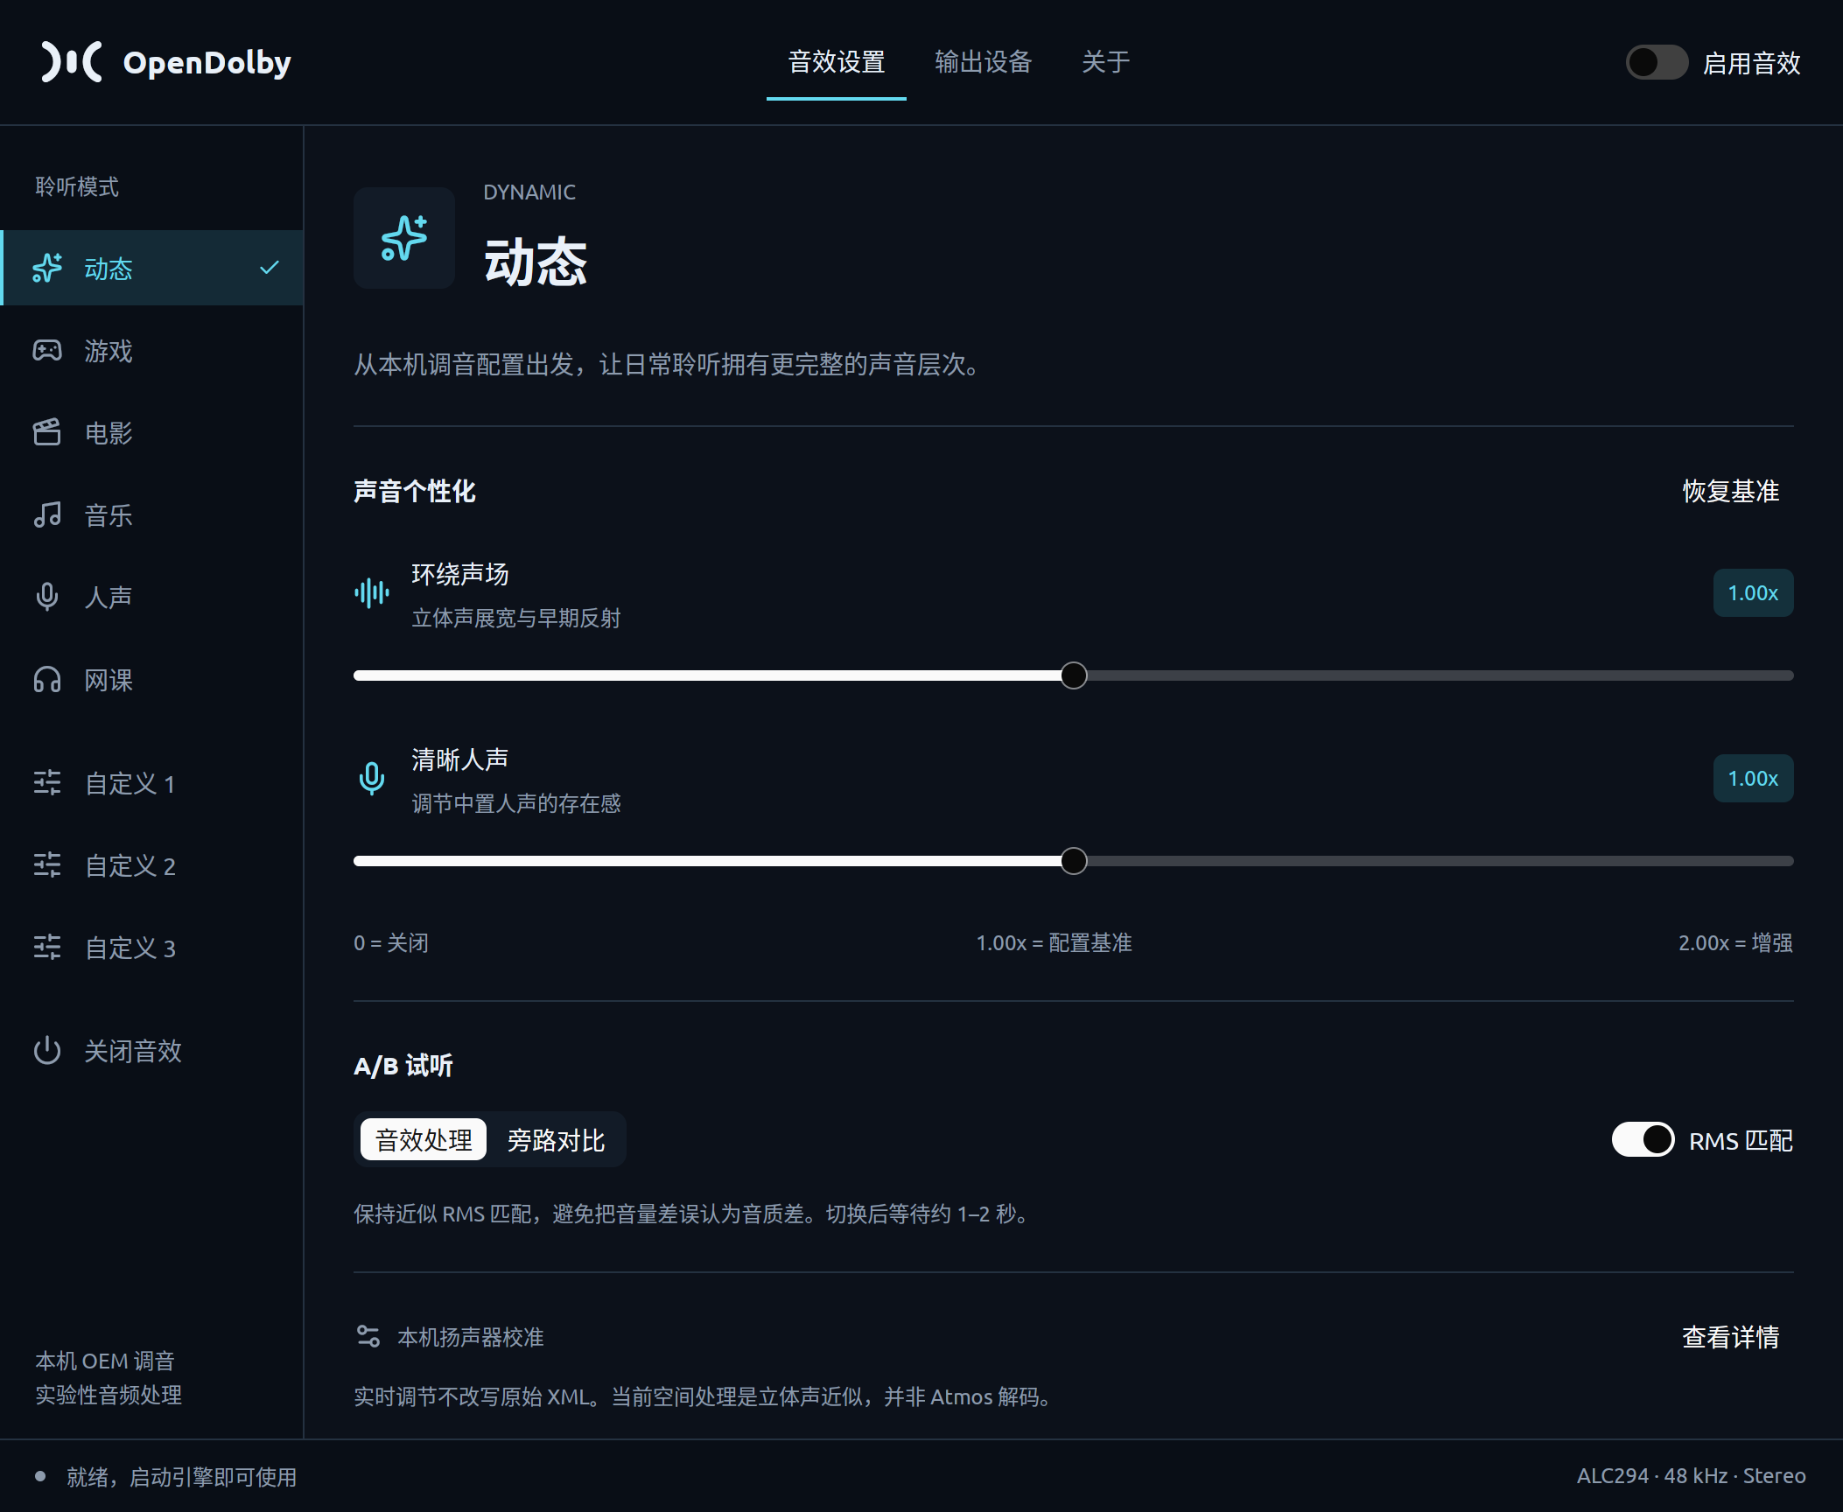 OpenDolby
音效设置
输出设备
关于
启用音效
聆听模式
动态
游戏
电影
音乐
人声
网课
自定义 1
自定义 2
自定义 3
关闭音效
本机 OEM 调音
实验性音频处理
DYNAMIC
动态
从本机调音配置出发，让日常聆听拥有更完整的声音层次。
声音个性化
恢复基准
环绕声场
立体声展宽与早期反射
1.00x
清晰人声
调节中置人声的存在感
1.00x
0 = 关闭
1.00x = 配置基准
2.00x = 增强
A/B 试听
音效处理
旁路对比
RMS 匹配
保持近似 RMS 匹配，避免把音量差误认为音质差。切换后等待约 1–2 秒。
本机扬声器校准
查看详情
实时调节不改写原始 XML。当前空间处理是立体声近似，并非 Atmos 解码。
就绪，启动引擎即可使用
ALC294 · 48 kHz · Stereo